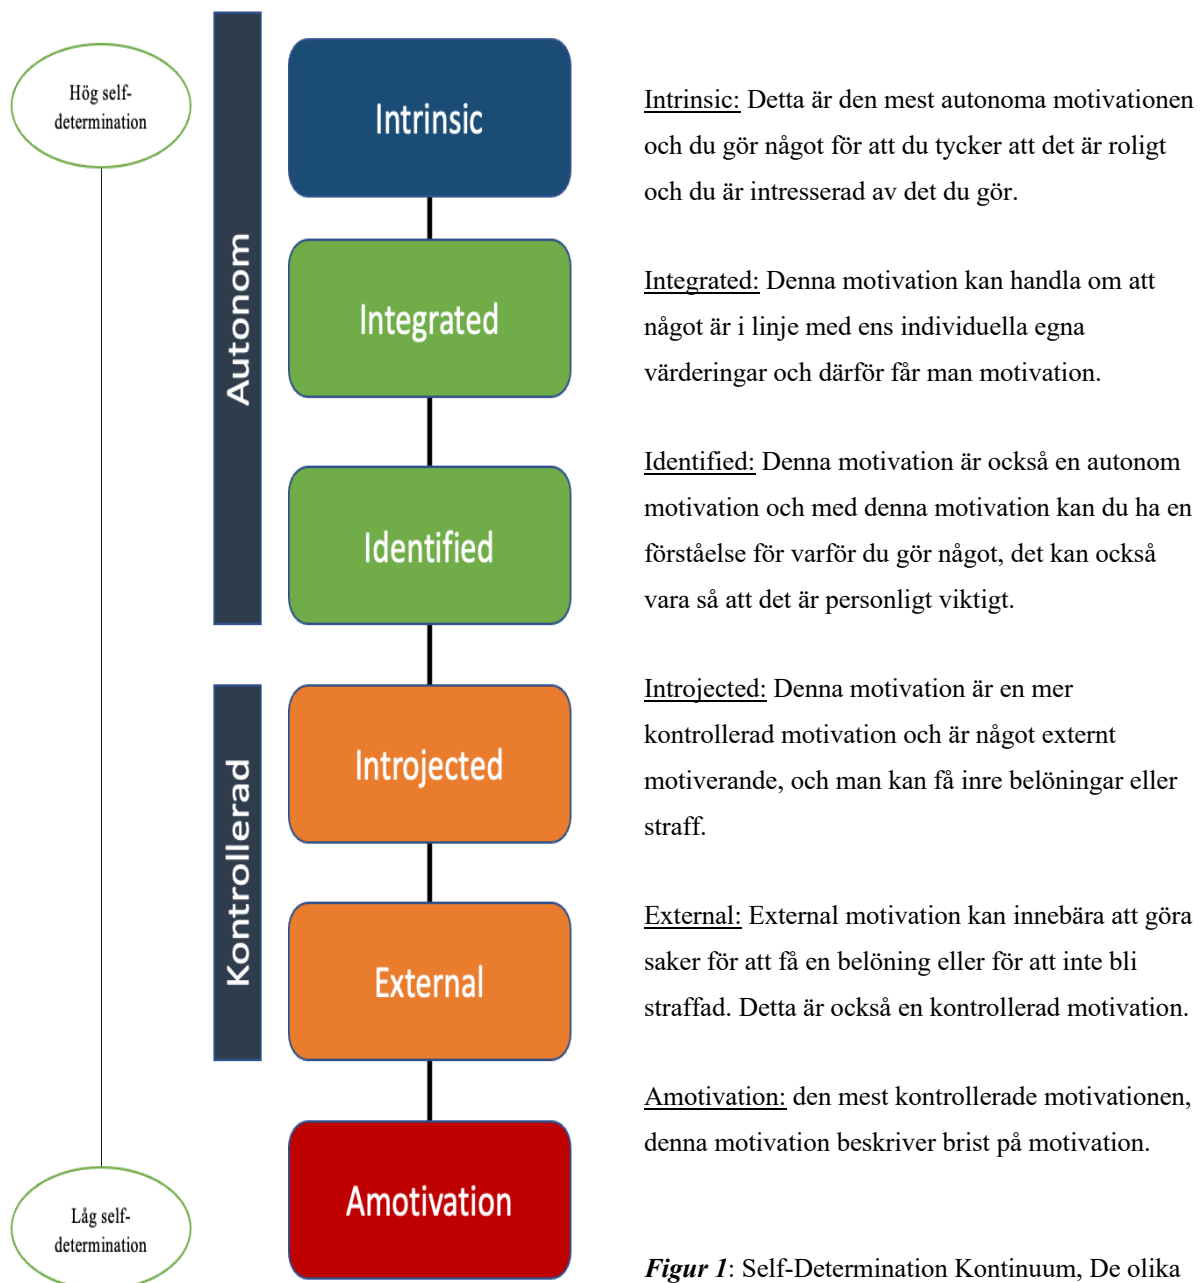 Hög self-
determination
Autonom
Kontrollerad
Låg self-
determination
Intrinsic
Integrated
Identified
Introjected
External
Amotivation
Intrinsic: Detta är den mest autonoma motivationen
och du gör något för att du tycker att det är roligt
och du är intresserad av det du gör.
Integrated: Denna motivation kan handla om att
något är i linje med ens individuella egna
värderingar och därför får man motivation.
Identified: Denna motivation är också en autonom
motivation och med denna motivation kan du ha en
förståelse för varför du gör något, det kan också
vara så att det är personligt viktigt.
Introjected: Denna motivation är en mer
kontrollerad motivation och är något externt
motiverande, och man kan få inre belöningar eller
straff.
External: External motivation kan innebära att göra
saker för att få en belöning eller för att inte bli
straffad. Detta är också en kontrollerad motivation.
Amotivation: den mest kontrollerade motivationen,
denna motivation beskriver brist på motivation.
Figur 1: Self-Determination Kontinuum, De olika